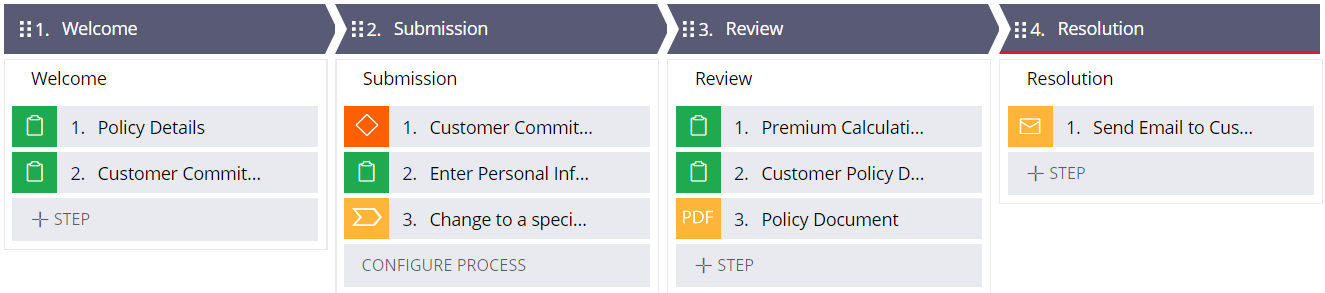 1. Welcome
2. Submission
3. Review
4. Resolution
Welcome
1. Policy Details
2. Customer Commit...
STEP
Submission
1. Customer Commit...
2. Enter Personal Inf...
3. Change to a speci...
CONFIGURE PROCESS
Review
1. Premium Calculati...
2. Customer Policy D...
PDF 3. Policy Document
STEP
Resolution
1. Send Email to Cus...
STEP